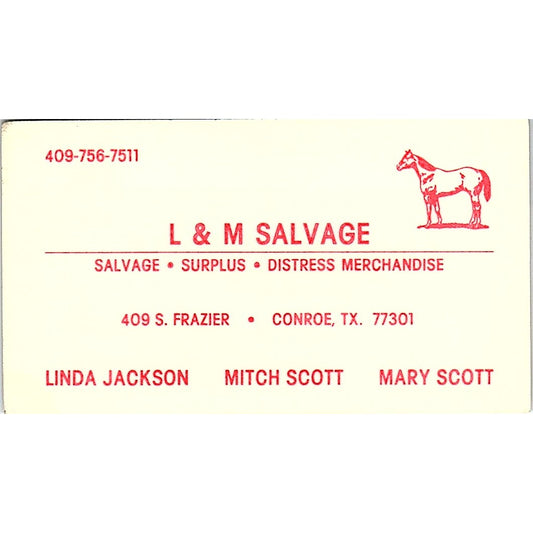 409-756-7511
L & M SALVAGE
SALVAGE • SURPLUS • DISTRESS MERCHANDISE
409 S. FRAZIER • CONROE, TX. 77301
LINDA JACKSON MITCH SCOTT MARY SCOTT